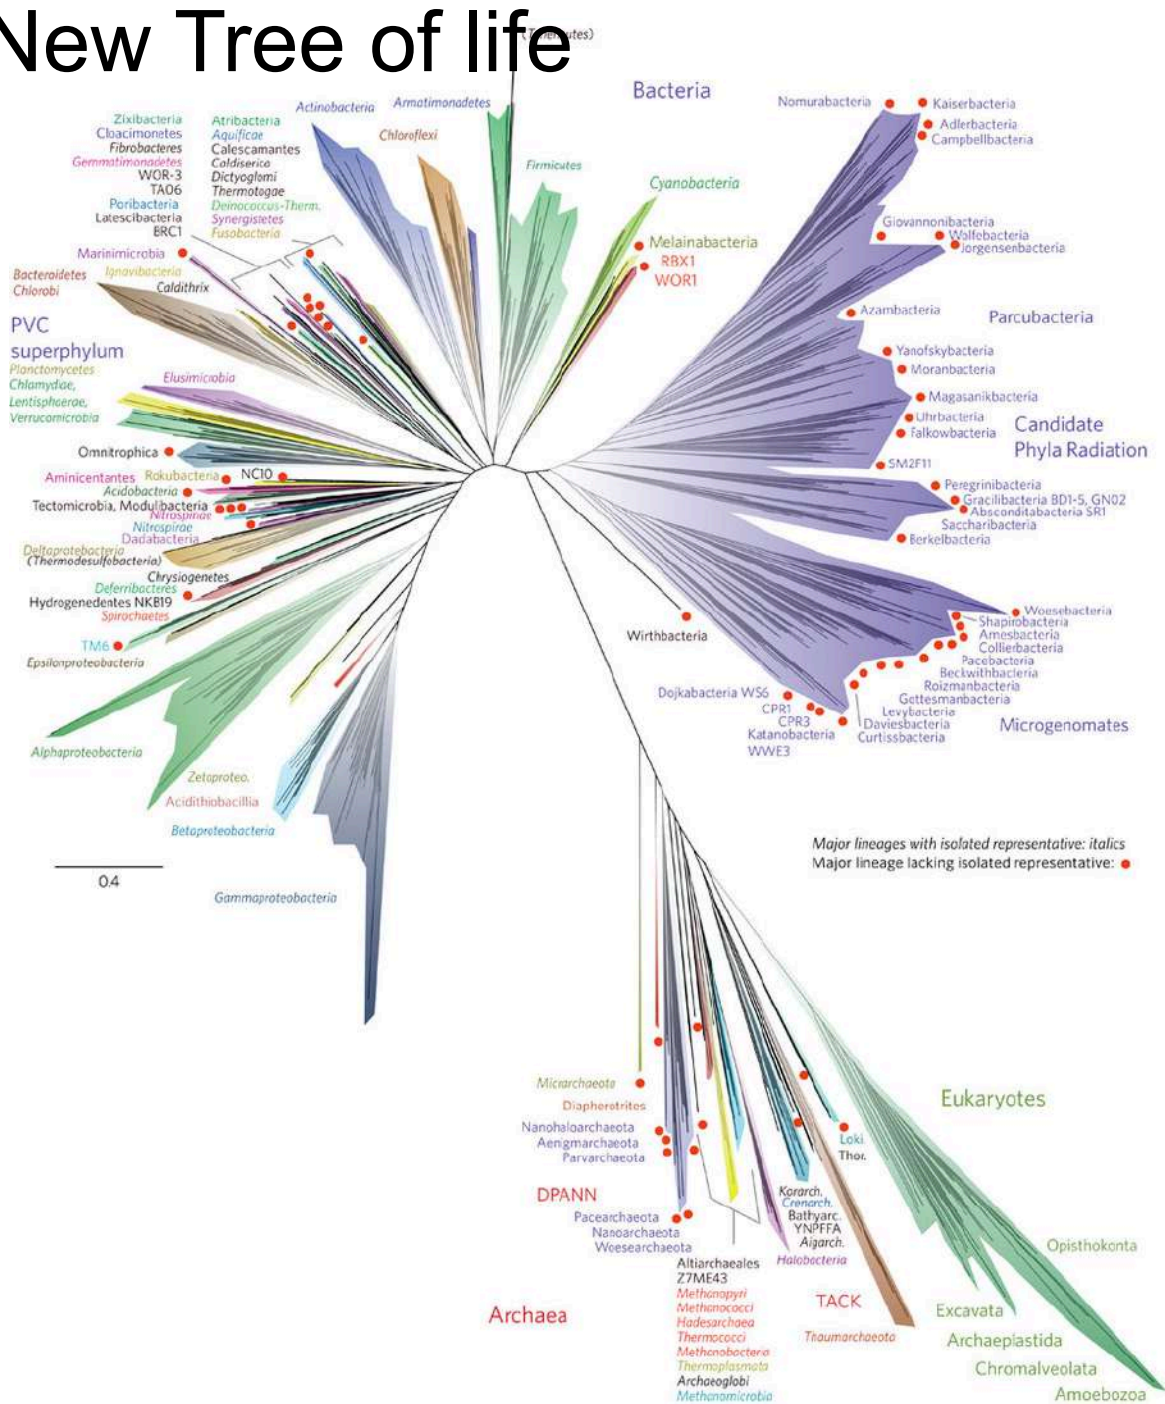 New Tree of life
Bacteria
Nomurabacteria
Kaiserbacteria
Adlerbacteria
Campbellbacteria
Actinobacteria
Armatimonadetes
Zixibacteria
Cloacimonetes
Fibrobacteres
Gemmatimonadetes
WOR-3
TA06
Poribacteria
Latescibacteria
BRC1
Atribacteria
Aquificae
Calescamantes
Caldiserica
Dictyoglomi
Thermotogae
Deinococcus-Therm.
Synergistetes
Fusobacteria
Chloroflexi
Firmicutes
Cyanobacteria
Melainabacteria
RBX1
WOR1
Giovannonibacteria
Wolfebacteria
Jorgensenbacteria
Marinimicrobia
Bacteroidetes
Chlorobi
Ignavibacteria
Caldithrix
Azambacteria
Parcubacteria
PVC
superphylum
Planctomycetes
Chlamydiae,
Lentisphaerae,
Verrucomicrobia
Yanofskybacteria
Moranbacteria
Elusimicrobia
Magasanikbacteria
Uhrbacteria
Falkowbacteria
Candidate
Phyla Radiation
Omnitrophica
SM2F11
Aminicentantes
Rokubacteria
NC10
Acidobacteria
Tectomicrobia, Modulibacteria
Nitrospinae
Nitrospirae
Dadabacteria
Deltaprotebacteria
(Thermodesulfobacteria)
Chrysiogenetes
Deferribacteres
Hydrogenedentes NKB19
Spirochaetes
TM6
Epsilonproteobacteria
Peregrinibacteria
Gracilibacteria BD1-5, GN02
Absconditabacteria SR1
Saccharibacteria
Berkelbacteria
Wirthbacteria
Woesebacteria
Shapirobacteria
Amesbacteria
Collierbacteria
Pacebacteria
Beckwithbacteria
Roizmanbacteria
Gottesmanbacteria
Levybacteria
Daviesbacteria
Curtissbacteria
Dojkabacteria WS6
CPR1
CPR3
Katanobacteria
WWE3
Microgenomates
Alphaproteobacteria
Zetaproteo.
Acidithiobacillia
Betaproteobacteria
Major lineages with isolated representative: italics
Major lineage lacking isolated representative:
0.4
Gammaproteobacteria
Micrarchaeota
Diapherotrites
Nanohaloarchaeota
Aenigmarchaeota
Parvarchaeota
DPANN
Pacearchaeota
Nanoarchaeota
Woesearchaeota
Eukaryotes
Loki.
Thor.
Korarch.
Crenarch.
Bathyarc.
YNPFFA
Aigarch.
Halobacteria
Altiarchaeales
Z7ME43
Methanopyri
Methanococci
Hadesarchaea
Thermococci
Methanobacteria
Thermoplasmata
Archaeoglobi
Methanomicrobia
Archaea
TACK
Thaumarchaeota
Opisthokonta
Excavata
Archaeplastida
Chromalveolata
Amoebozoa